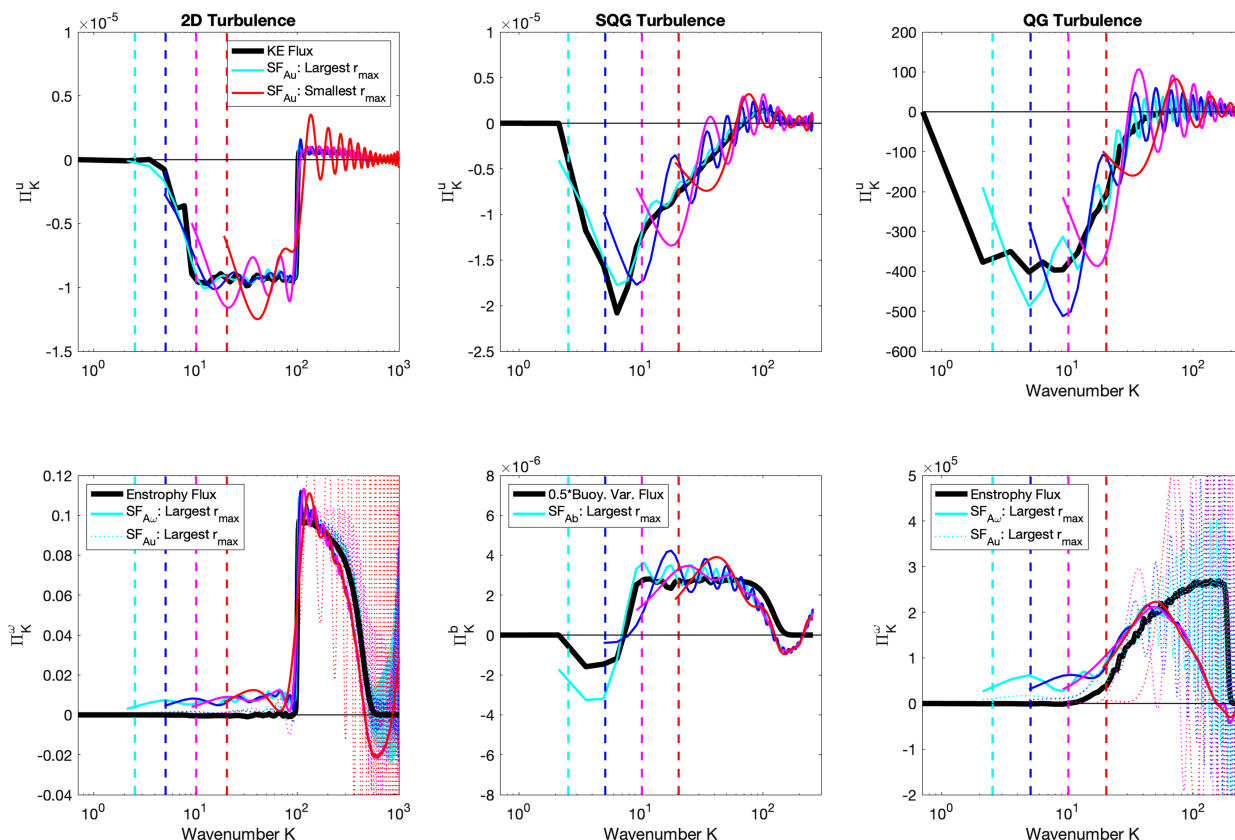 2D Turbulence
×10⁻⁵
KE Flux
SF_Au: Largest r_max
SF_Au: Smallest r_max
Π_K^u
1
0.5
0
-0.5
-1
-1.5
10⁰ 10¹ 10² 10³
SQG Turbulence
×10⁻⁵
Π_K^u
1
0.5
0
-0.5
-1
-1.5
-2
-2.5
10⁰ 10¹ 10²
QG Turbulence
Π_K^u
200
100
0
-100
-200
-300
-400
-500
-600
10⁰ 10¹ 10²
Wavenumber K
Enstrophy Flux
SF_Aω: Largest r_max
SF_Au: Largest r_max
Π_K^ω
0.12
0.1
0.08
0.06
0.04
0.02
0
-0.02
-0.04
10⁰ 10¹ 10² 10³
Wavenumber K
×10⁻⁶
0.5*Buoy. Var. Flux
SF_Ab: Largest r_max
Π_K^b
8
6
4
2
0
-2
-4
-6
-8
10⁰ 10¹ 10²
Wavenumber K
×10⁵
Enstrophy Flux
SF_Aω: Largest r_max
SF_Au: Largest r_max
Π_K^ω
5
4
3
2
1
0
-1
-2
10⁰ 10¹ 10²
Wavenumber K